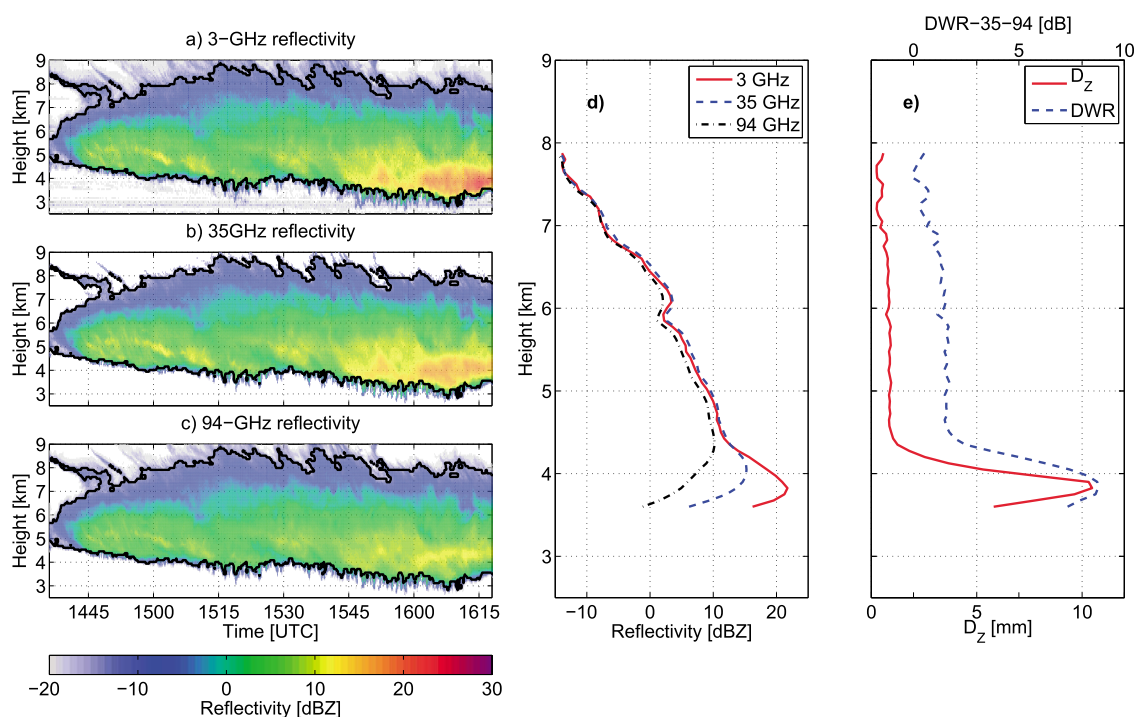 a) 3−GHz reflectivity
Height [km]
9
8
7
6
5
4
3
b) 35GHz reflectivity
Height [km]
9
8
7
6
5
4
3
c) 94−GHz reflectivity
Height [km]
9
8
7
6
5
4
3
1445 1500 1515 1530 1545 1600 1615
Time [UTC]
−20 −10 0 10 20 30
Reflectivity [dBZ]
d)
3 GHz
35 GHz
94 GHz
Height [km]
9
8
7
6
5
4
3
−10 0 10 20
Reflectivity [dBZ]
DWR−35−94 [dB]
0 5 10
e)
D_Z
DWR
0 5 10
D_Z [mm]